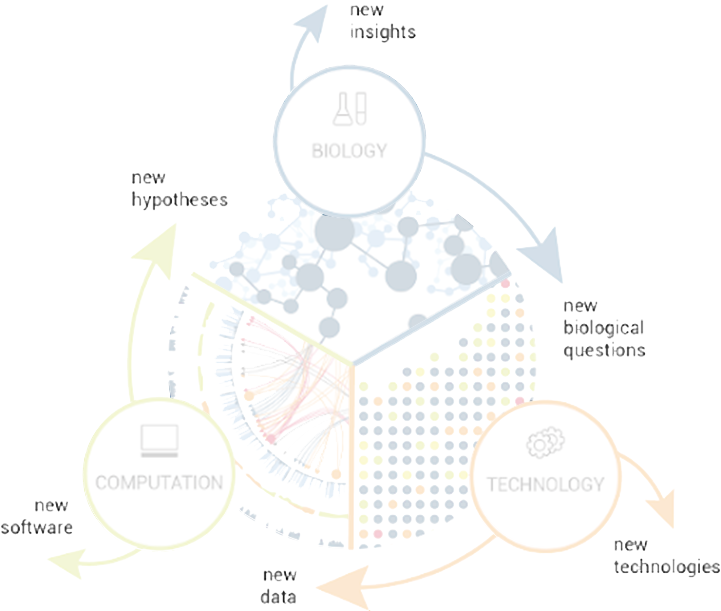 new
insights
BIOLOGY
new
hypotheses
new
biological
questions
COMPUTATION
TECHNOLOGY
new
software
new
technologies
new
data